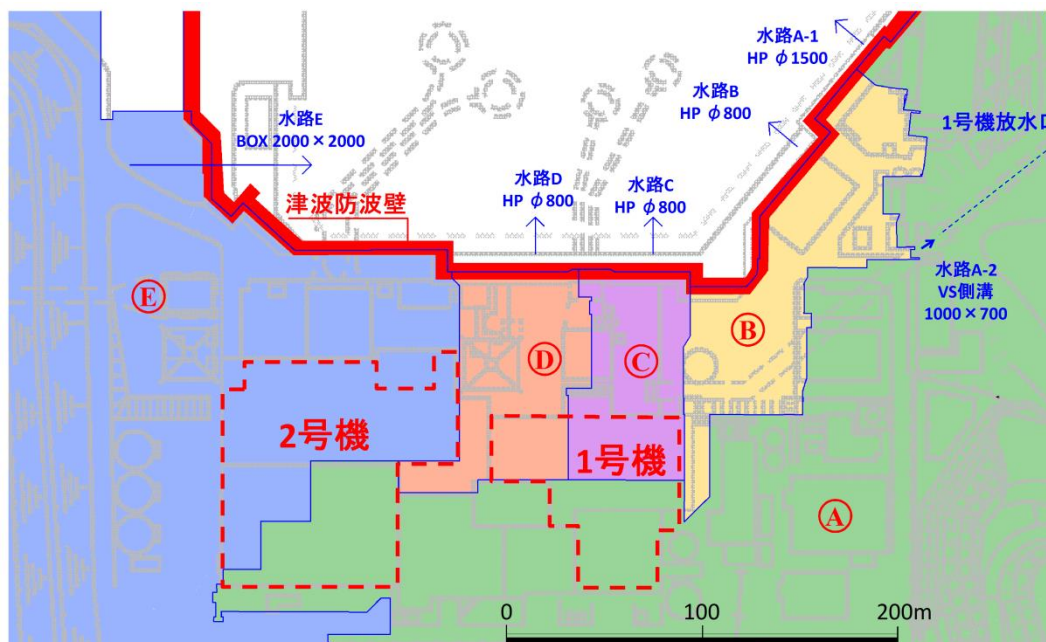 水路A-1
HP φ1500
水路B
HP φ800
水路E
BOX 2000×2000
1号機放水口
水路D
HP φ800
水路C
HP φ800
津波防波壁
水路A-2
VS側溝
1000×700
Ⓔ
Ⓑ
Ⓓ
Ⓒ
2号機
1号機
Ⓐ
0
100
200m